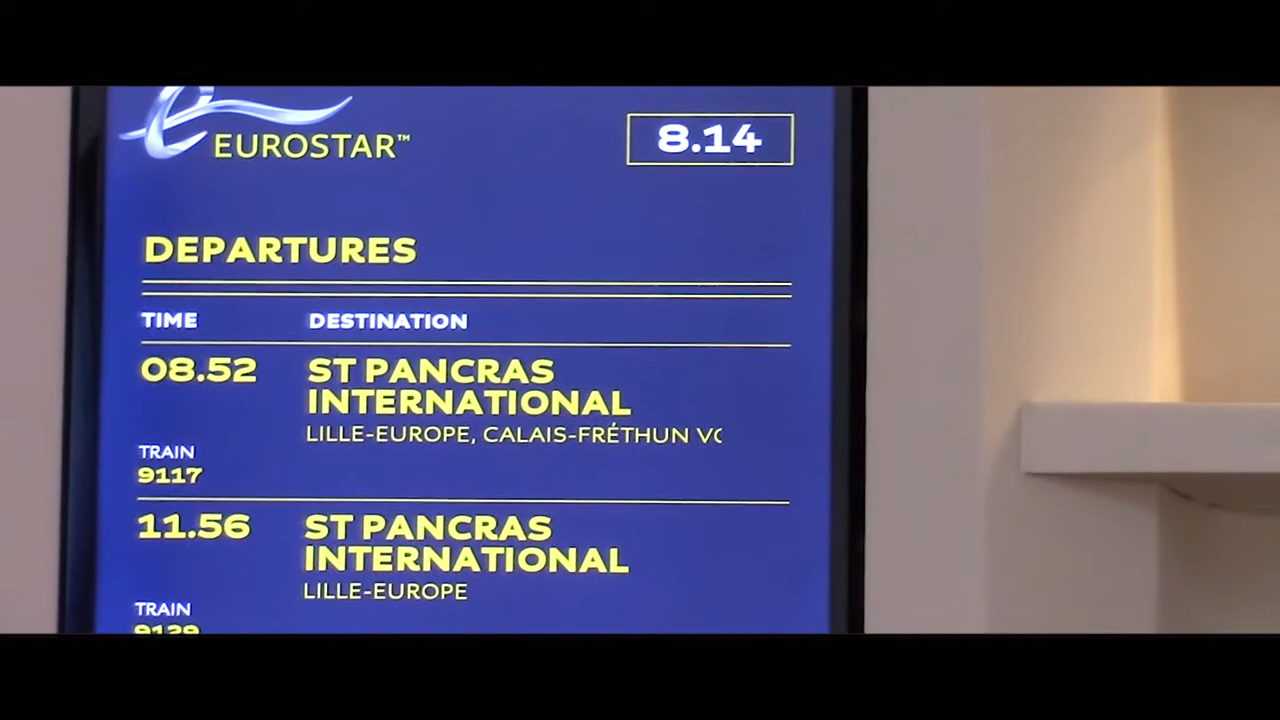 EUROSTAR™
8.14
DEPARTURES
TIME DESTINATION
08.52 ST PANCRAS
INTERNATIONAL
LILLE-EUROPE, CALAIS-FRÉTHUN
TRAIN
9117
11.56 ST PANCRAS
INTERNATIONAL
LILLE-EUROPE
TRAIN
9129